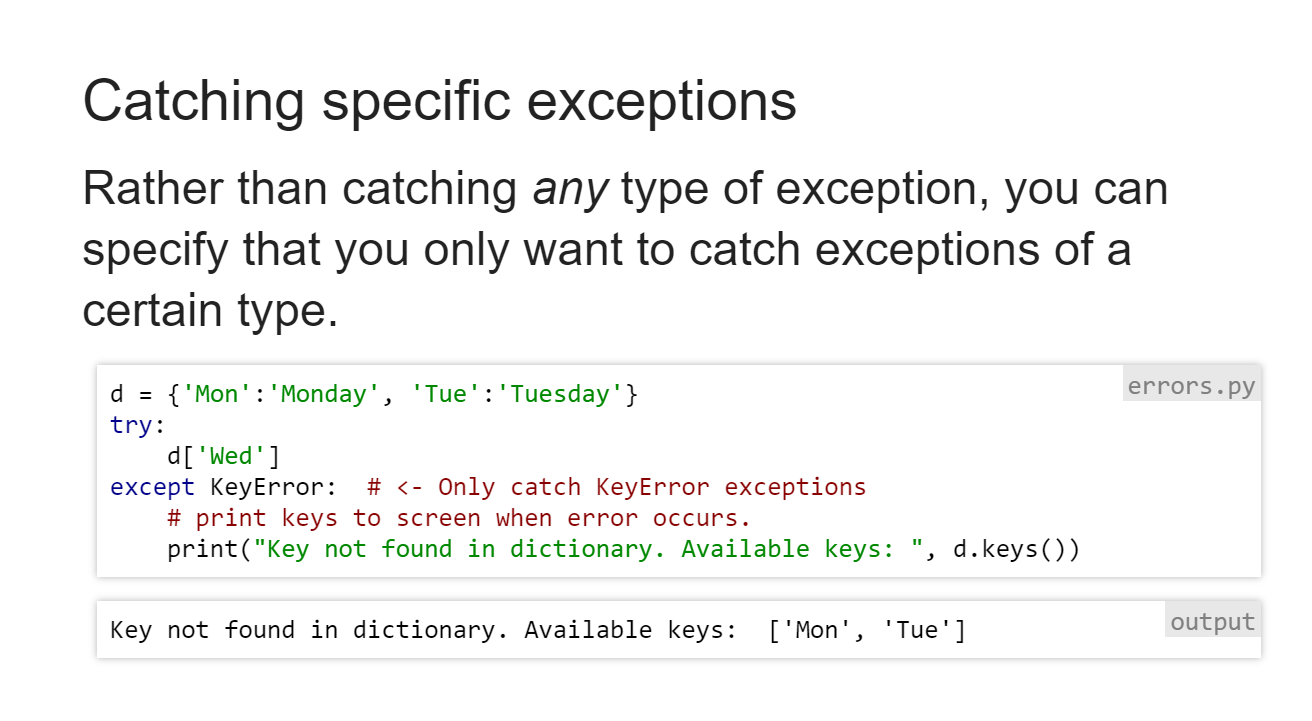 Catching specific exceptions
Rather than catching any type of exception, you can
specify that you only want to catch exceptions of a
certain type.
errors.py
d = {'Mon':'Monday', 'Tue':'Tuesday'}
try:
    d['Wed']
except KeyError:  # <- Only catch KeyError exceptions
    # print keys to screen when error occurs.
    print("Key not found in dictionary. Available keys: ", d.keys())
output
Key not found in dictionary. Available keys:  ['Mon', 'Tue']